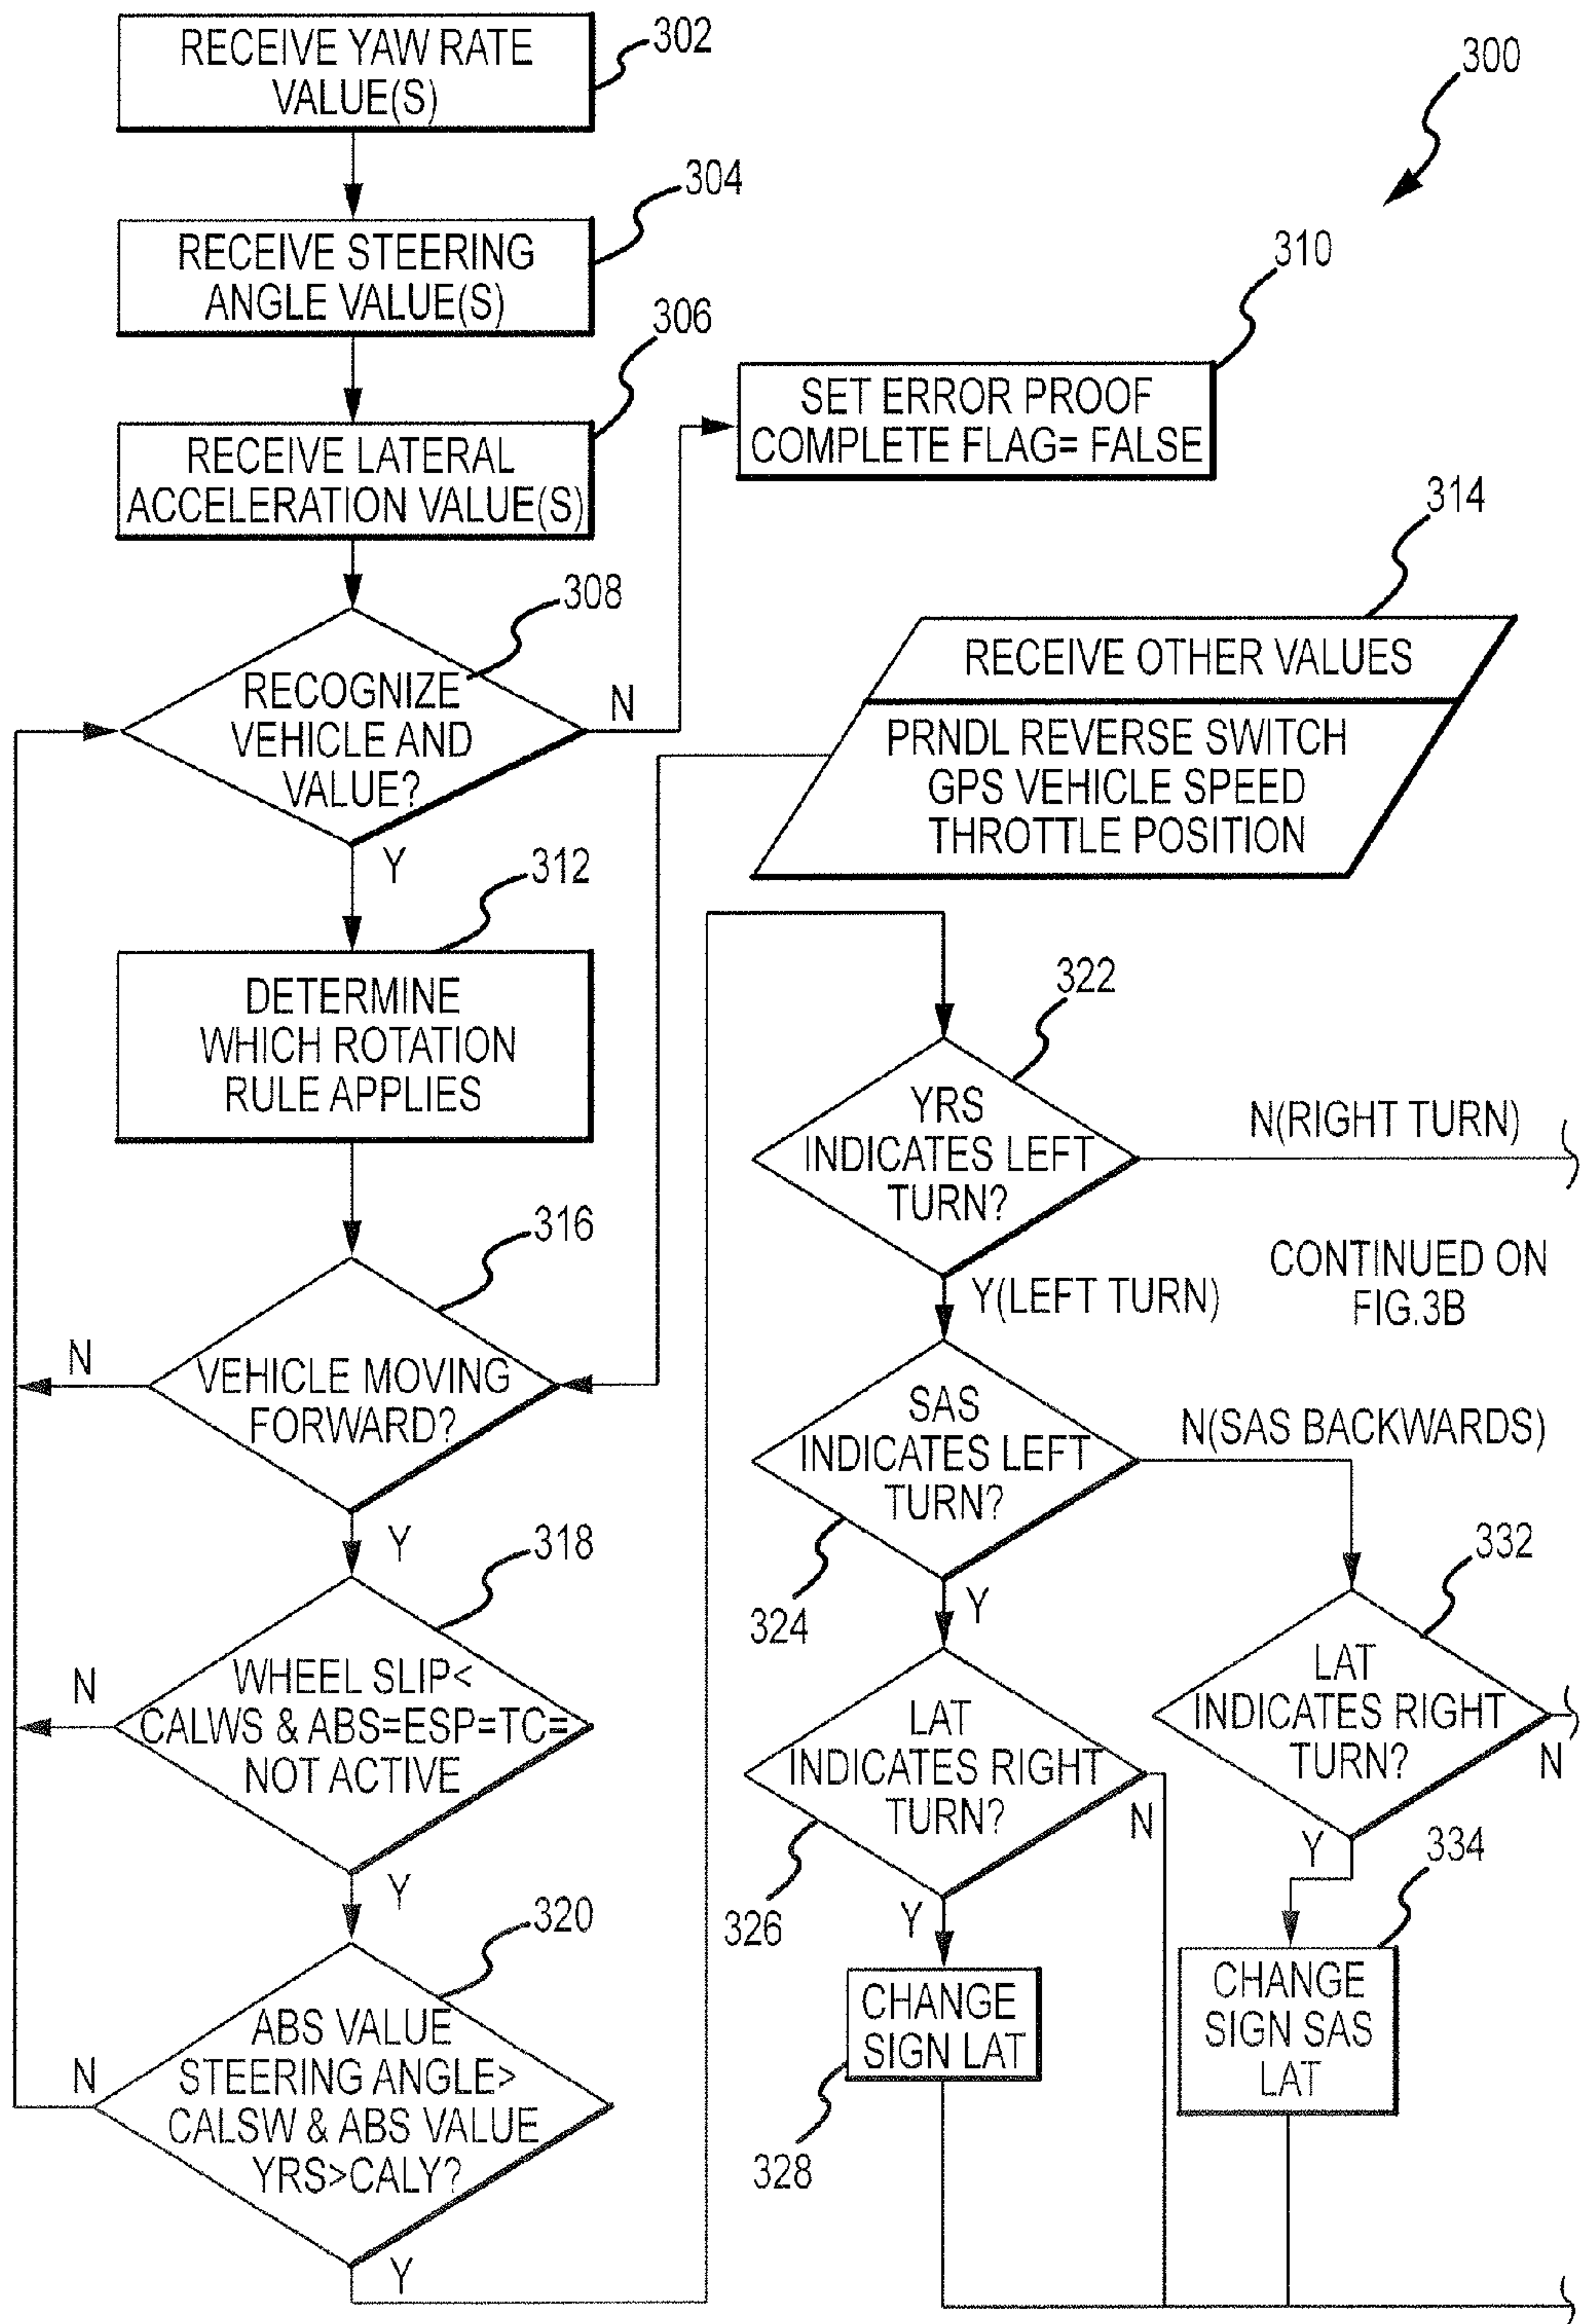 RECEIVE YAW RATE
VALUE(S)
302
300
RECEIVE STEERING
ANGLE VALUE(S)
304
RECEIVE LATERAL
ACCELERATION VALUE(S)
306
SET ERROR PROOF
COMPLETE FLAG= FALSE
310
RECOGNIZE
VEHICLE AND
VALUE?
308
N
Y
314
RECEIVE OTHER VALUES
PRNDL REVERSE SWITCH
GPS VEHICLE SPEED
THROTTLE POSITION
312
DETERMINE
WHICH ROTATION
RULE APPLIES
316
VEHICLE MOVING
FORWARD?
N
Y
318
WHEEL SLIP<
CALWS & ABS=ESP=TC=
NOT ACTIVE
N
Y
320
ABS VALUE
STEERING ANGLE>
CALSW & ABS VALUE
YRS>CALY?
N
Y
322
YRS
INDICATES LEFT
TURN?
N(RIGHT TURN)
CONTINUED ON
FIG.3B
Y(LEFT TURN)
SAS
INDICATES LEFT
TURN?
N(SAS BACKWARDS)
324
Y
332
LAT
INDICATES RIGHT
TURN?
N
326
Y
LAT
INDICATES RIGHT
TURN?
N
Y
334
CHANGE
SIGN LAT
328
CHANGE
SIGN SAS
LAT